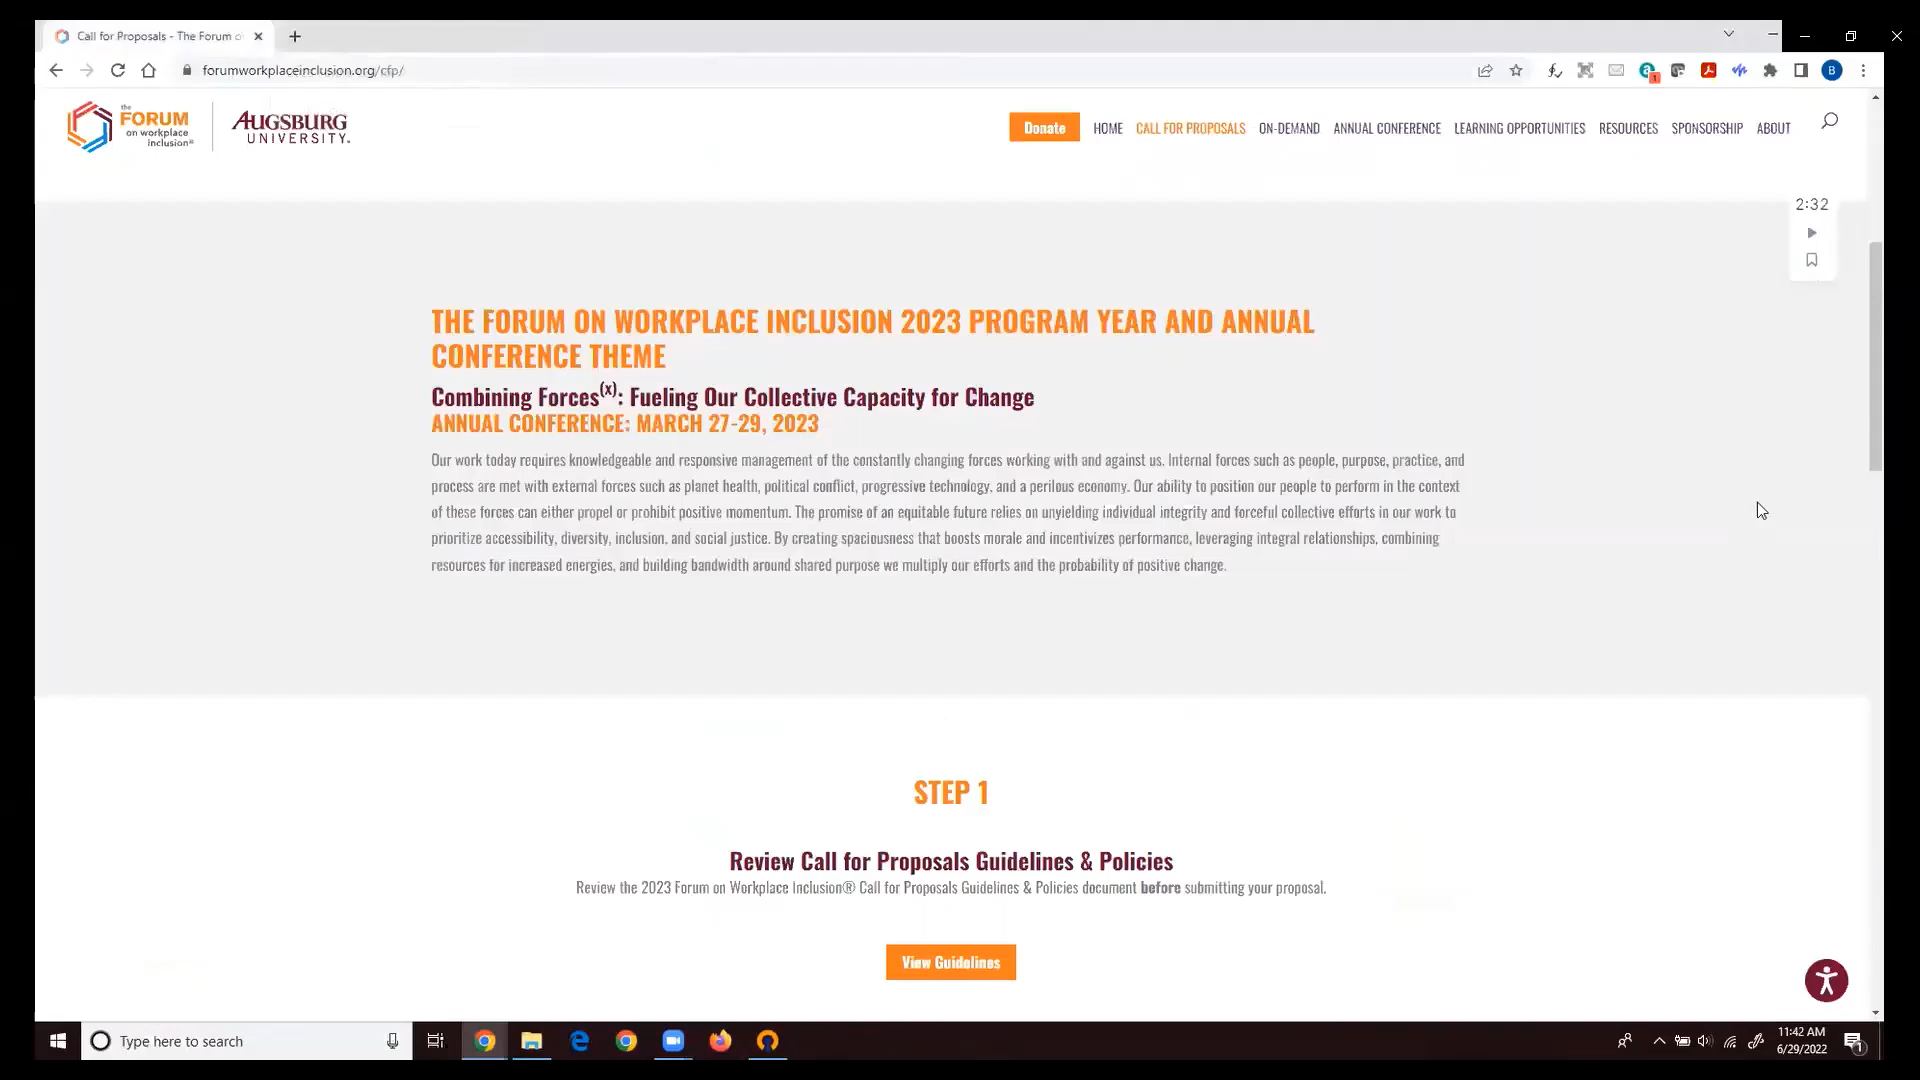 Call for Proposals - The Forum o
forumworkplaceinclusion.org/cfp/
1
B
the
FORUM
on workplace
inclusion®
AUGSBURG
UNIVERSITY.
Donate HOME CALL FOR PROPOSALS ON-DEMAND ANNUAL CONFERENCE LEARNING OPPORTUNITIES RESOURCES SPONSORSHIP ABOUT
2:32
THE FORUM ON WORKPLACE INCLUSION 2023 PROGRAM YEAR AND ANNUAL
CONFERENCE THEME
Combining Forces(x): Fueling Our Collective Capacity for Change
ANNUAL CONFERENCE: MARCH 27-29, 2023
Our work today requires knowledgeable and responsive management of the constantly changing forces working with and against us. Internal forces such as people, purpose, practice, and
process are met with external forces such as planet health, political conflict, progressive technology, and a perilous economy. Our ability to position our people to perform in the context
of these forces can either propel or prohibit positive momentum. The promise of an equitable future relies on unyielding individual integrity and forceful collective efforts in our work to
prioritize accessibility, diversity, inclusion, and social justice. By creating spaciousness that boosts morale and incentivizes performance, leveraging integral relationships, combining
resources for increased energies, and building bandwidth around shared purpose we multiply our efforts and the probability of positive change.
STEP 1
Review Call for Proposals Guidelines & Policies
Review the 2023 Forum on Workplace Inclusion® Call for Proposals Guidelines & Policies document before submitting your proposal.
View Guidelines
Type here to search
11:42 AM
6/29/2022
1